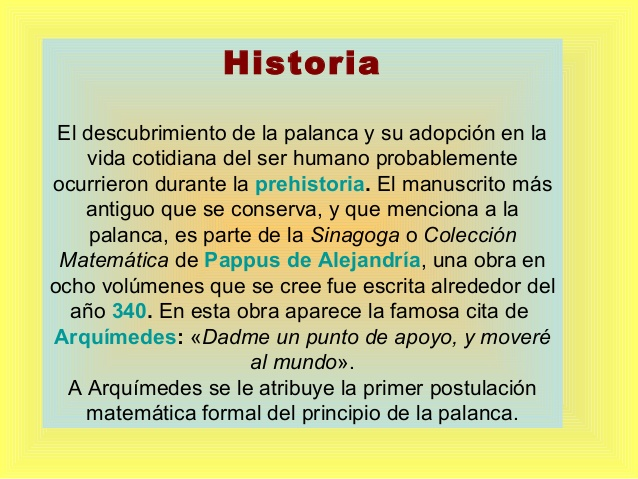 Historia
El descubrimiento de la palanca y su adopción en la
vida cotidiana del ser humano probablemente
ocurrieron durante la prehistoria. El manuscrito más
antiguo que se conserva, y que menciona a la
palanca, es parte de la Sinagoga o Colección
Matemática de Pappus de Alejandría, una obra en
ocho volúmenes que se cree fue escrita alrededor del
año 340. En esta obra aparece la famosa cita de
Arquímedes: «Dadme un punto de apoyo, y moveré
al mundo».
A Arquímedes se le atribuye la primer postulación
matemática formal del principio de la palanca.